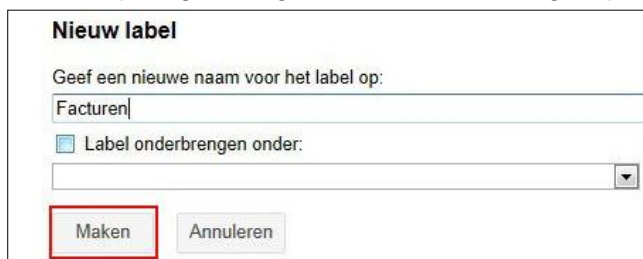 Nieuw label
Geef een nieuwe naam voor het label op:
Facturen
Label onderbrengen onder:
Maken Annuleren